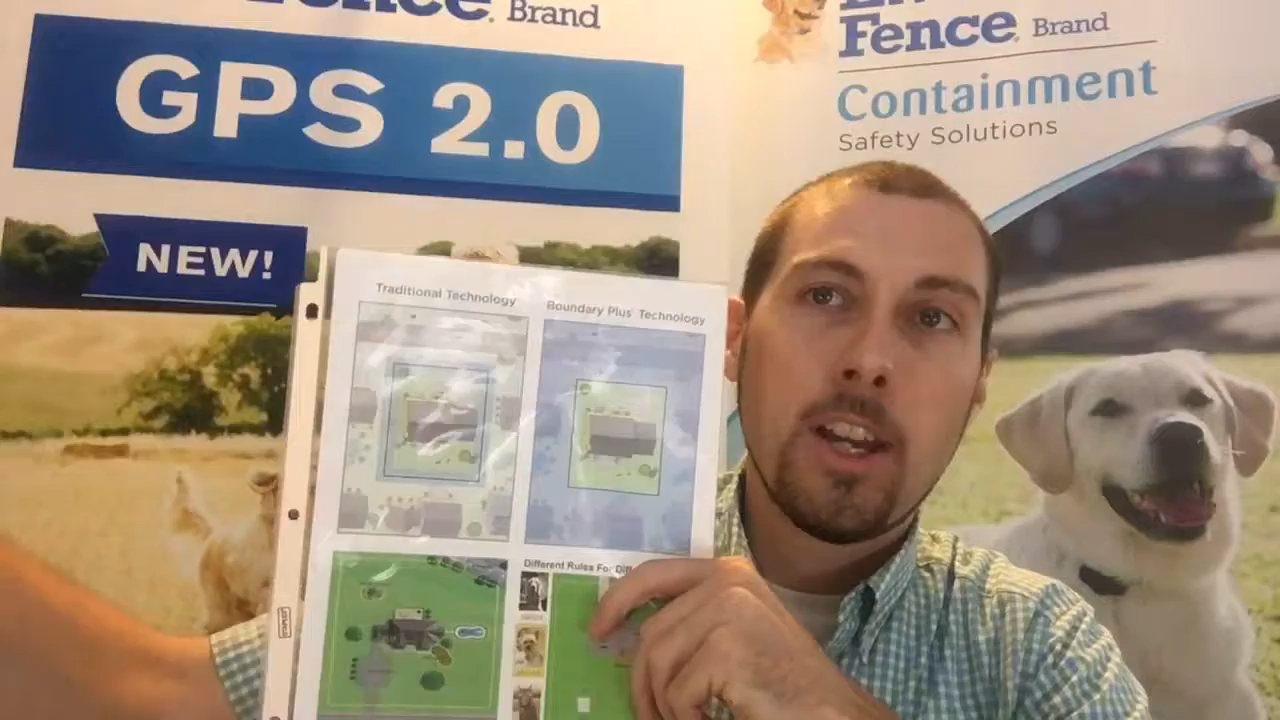 Fence® Brand
GPS 2.0
NEW!
Fence® Brand
Containment
Safety Solutions
Traditional Technology
Boundary Plus® Technology
Different Rules For